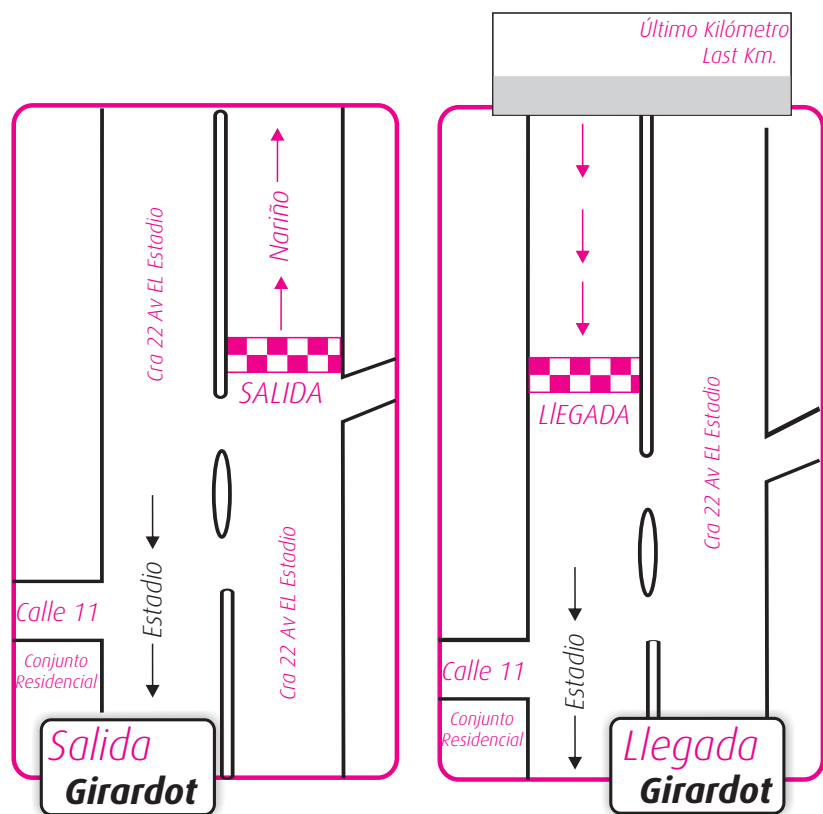 Cra 22 Av EL Estadio
Nariño
SALIDA
Estadio
Cra 22 Av EL Estadio
Calle 11
Conjunto
Residencial
Salida
Girardot
Último Kilómetro
Last Km.
LlEGADA
Cra 22 Av EL Estadio
Estadio
Calle 11
Conjunto
Residencial
Llegada
Girardot